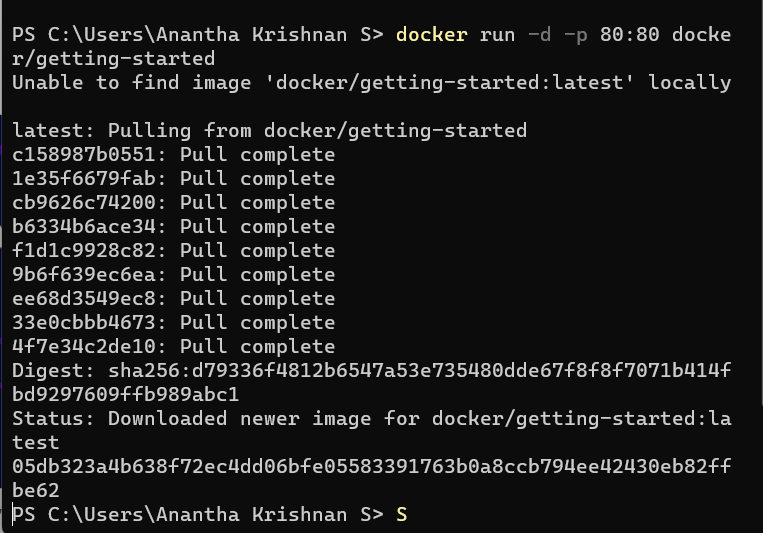 PS C:\Users\Anantha Krishnan S> docker run -d -p 80:80 docke
r/getting-started
Unable to find image 'docker/getting-started:latest' locally
latest: Pulling from docker/getting-started
c158987b0551: Pull complete
1e35f6679fab: Pull complete
cb9626c74200: Pull complete
b6334b6ace34: Pull complete
f1d1c9928c82: Pull complete
9b6f639ec6ea: Pull complete
ee68d3549ec8: Pull complete
33e0cbbb4673: Pull complete
4f7e34c2de10: Pull complete
Digest: sha256:d79336f4812b6547a53e735480dde67f8f8f7071b414f
bd9297609ffb989abc1
Status: Downloaded newer image for docker/getting-started:la
test
05db323a4b638f72ec4dd06bfe05583391763b0a8ccb794ee42430eb82ff
be62
PS C:\Users\Anantha Krishnan S> S